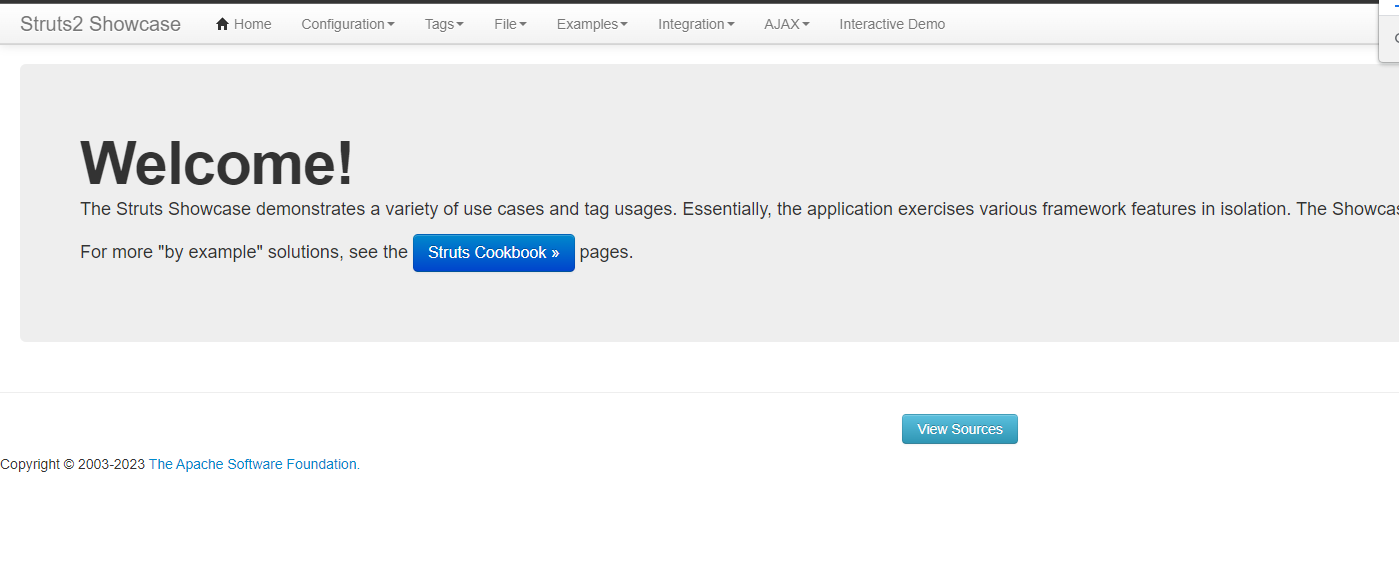 Struts2 Showcase Home Configuration Tags File Examples Integration AJAX Interactive Demo
Welcome!
The Struts Showcase demonstrates a variety of use cases and tag usages. Essentially, the application exercises various framework features in isolation. The
For more "by example" solutions, see the Struts Cookbook » pages.
View Sources
Copyright © 2003-2023 The Apache Software Foundation.